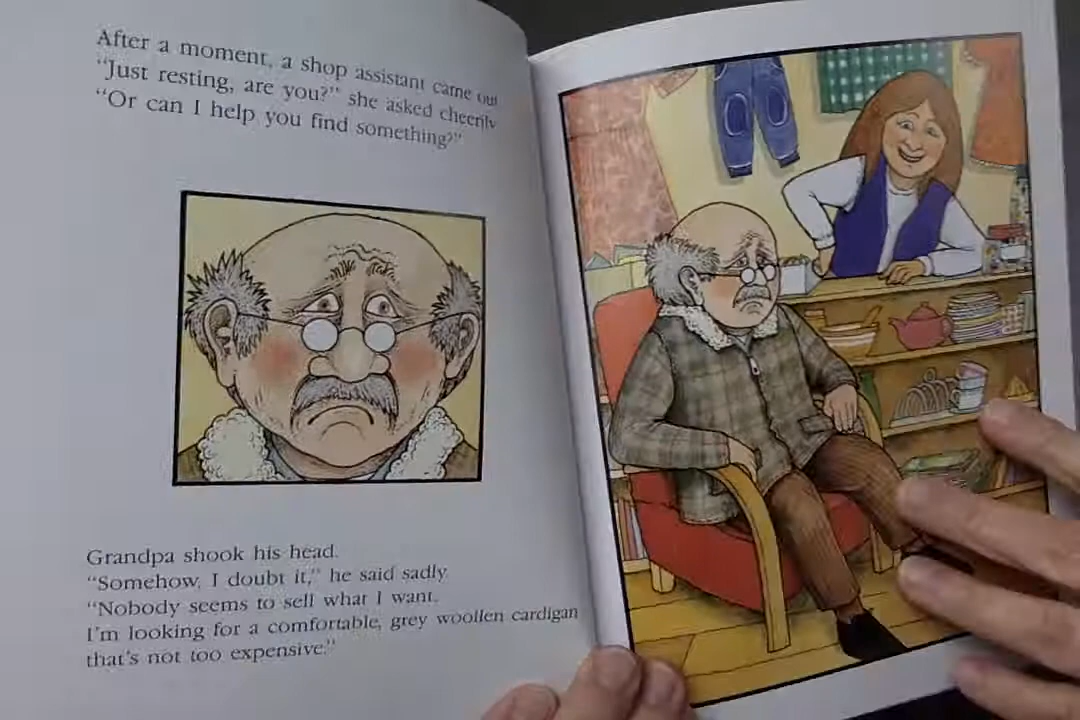 After a moment, a shop assistant came out
“Just resting, are you?” she asked cheerily
“Or can I help you find something?”
Grandpa shook his head.
“Somehow, I doubt it,” he said sadly.
“Nobody seems to sell what I want.
I'm looking for a comfortable, grey woollen cardigan
that's not too expensive.”